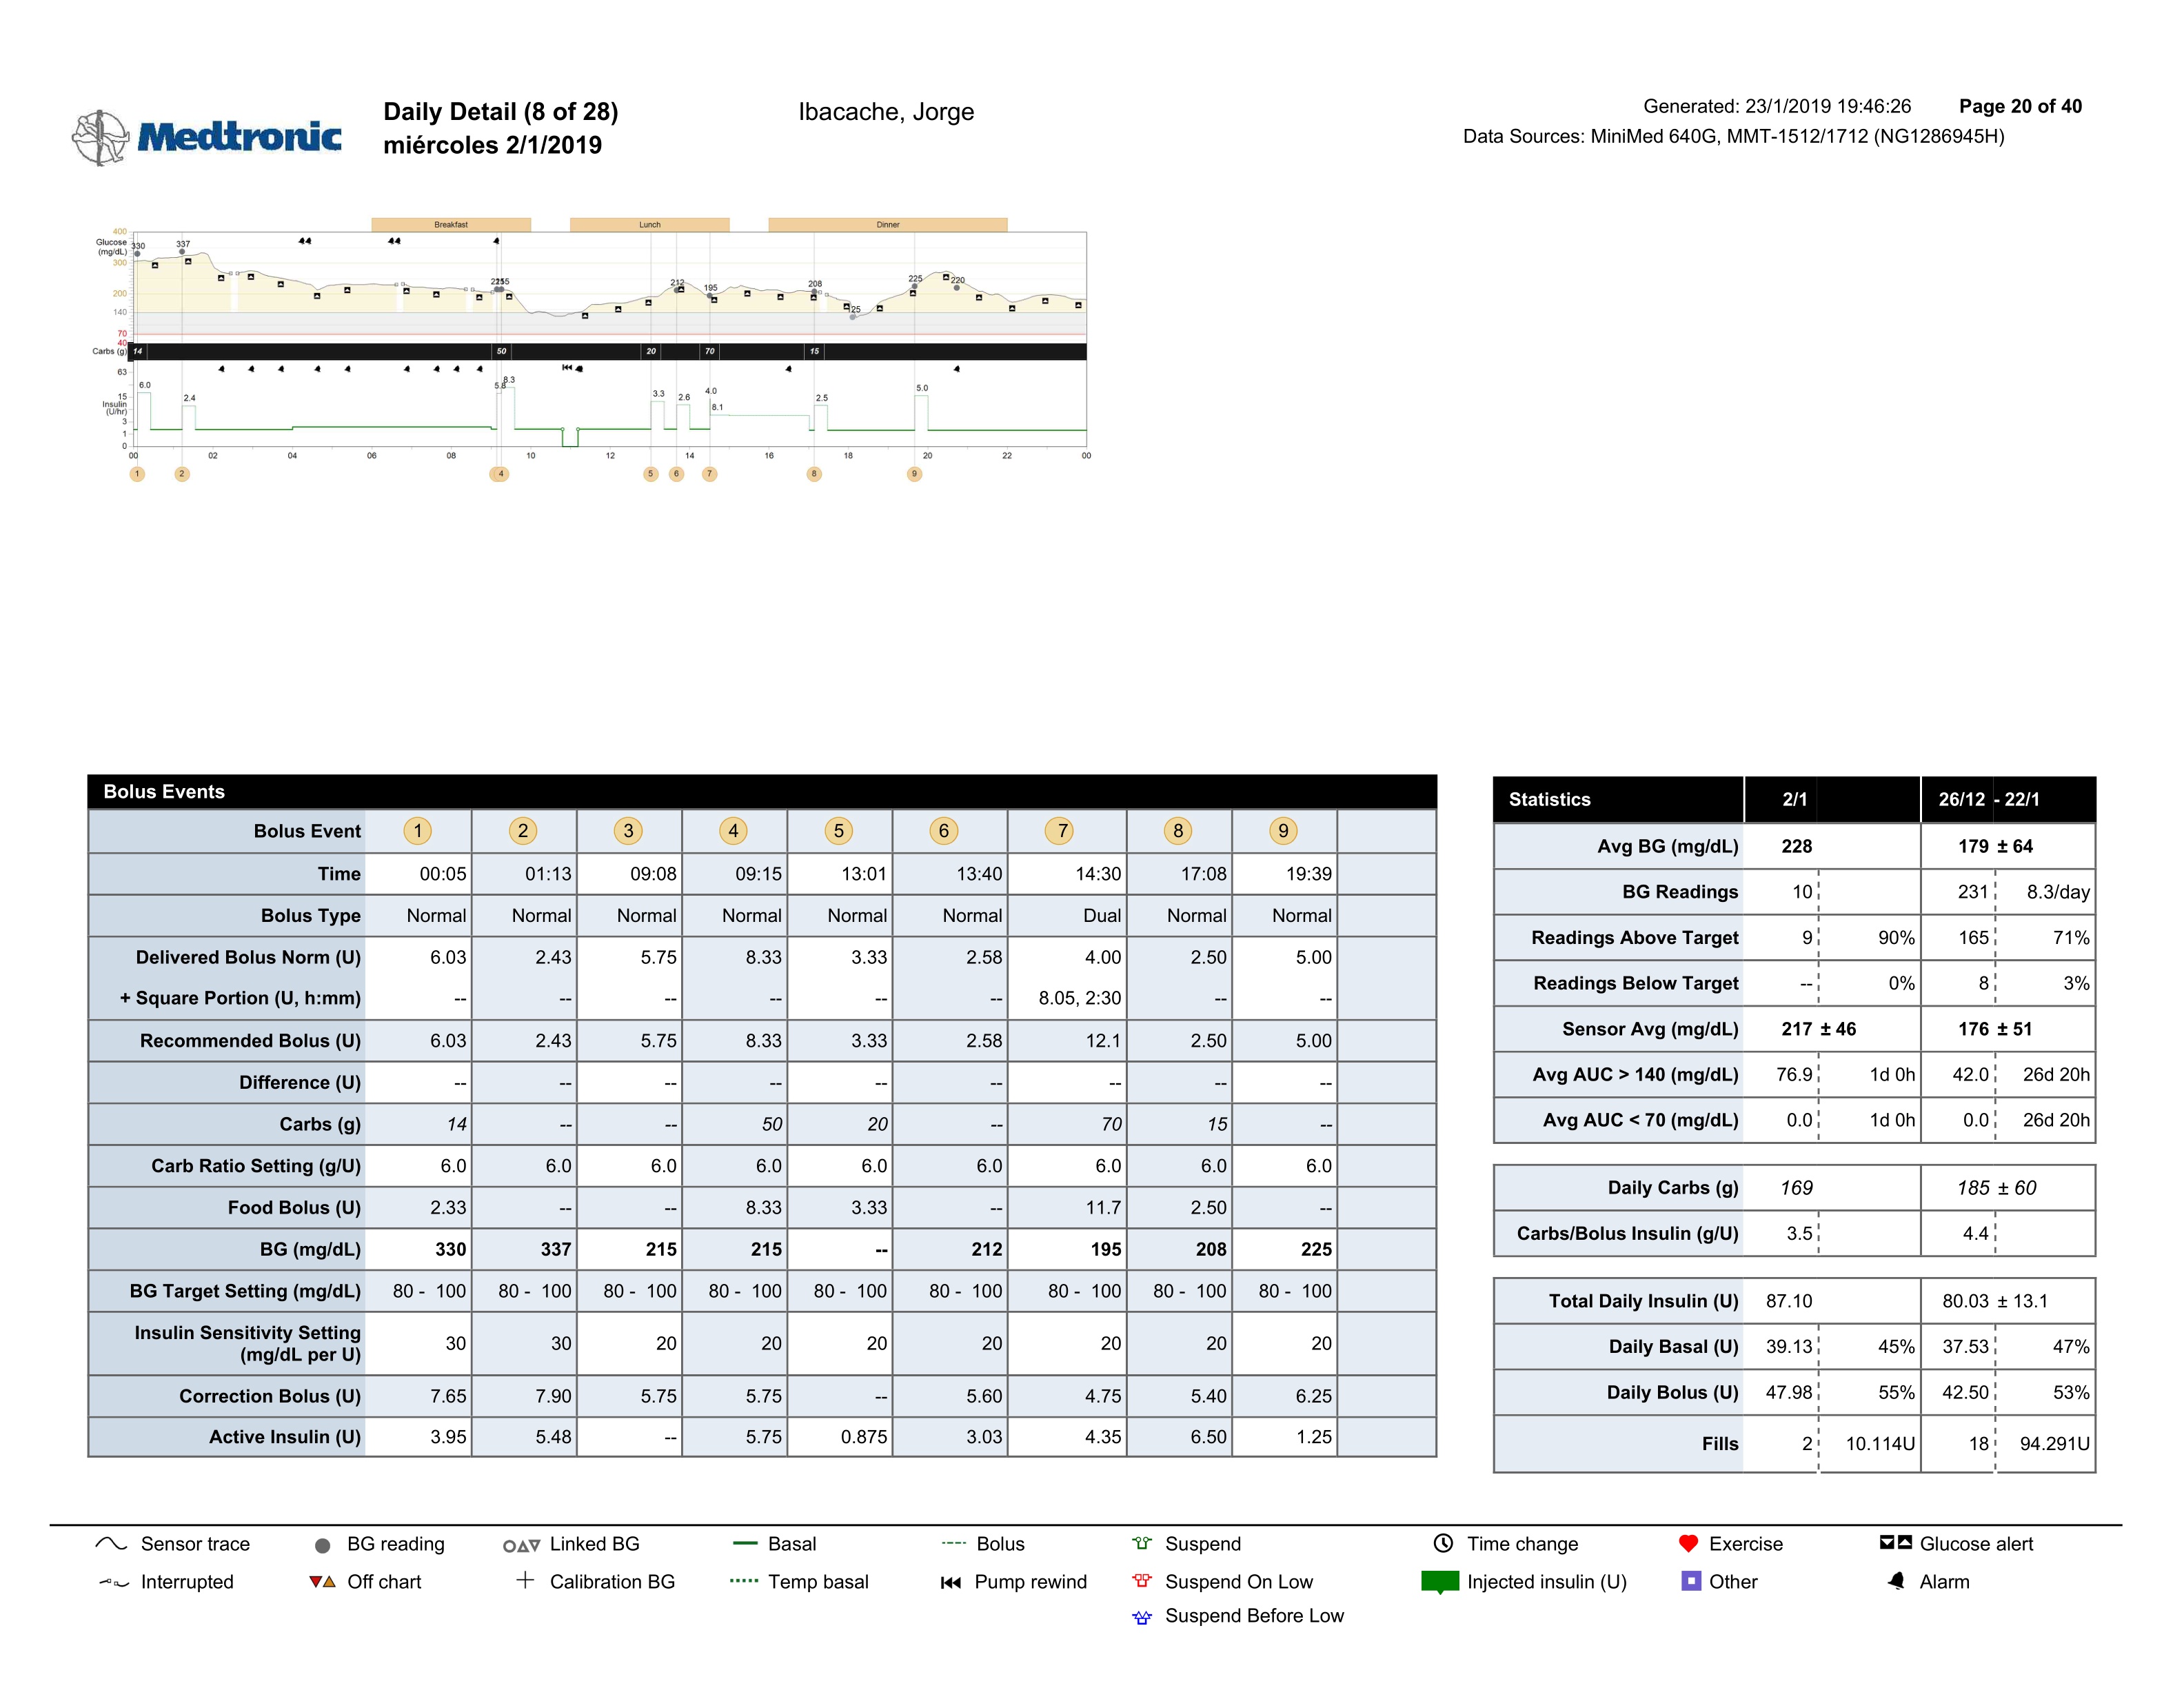 Medtronic
Daily Detail (8 of 28)
miércoles 2/1/2019
Ibacache, Jorge
Generated: 23/1/2019 19:46:26 Page 20 of 40
Data Sources: MiniMed 640G, MMT-1512/1712 (NG1286945H)
Breakfast Lunch Dinner
Glucose (mg/dL)
400
300
200
140
70
40
330 337 215 212 195 208 125 225 220
Carbs (g) 14 50 20 70 15
Insulin (U/hr)
63
15
3
1
0
6.0 2.4 5.8 8.3 3.3 2.6 4.0 8.1 2.5 5.0
00 02 04 06 08 10 12 14 16 18 20 22 00
1 2 4 5 6 7 8 9
Bolus Events
Bolus Event 1 2 3 4 5 6 7 8 9
Time 00:05 01:13 09:08 09:15 13:01 13:40 14:30 17:08 19:39
Bolus Type Normal Normal Normal Normal Normal Normal Dual Normal Normal
Delivered Bolus Norm (U) 6.03 2.43 5.75 8.33 3.33 2.58 4.00 2.50 5.00
+ Square Portion (U, h:mm) -- -- -- -- -- -- 8.05, 2:30 -- --
Recommended Bolus (U) 6.03 2.43 5.75 8.33 3.33 2.58 12.1 2.50 5.00
Difference (U) -- -- -- -- -- -- -- -- --
Carbs (g) 14 -- -- 50 20 -- 70 15 --
Carb Ratio Setting (g/U) 6.0 6.0 6.0 6.0 6.0 6.0 6.0 6.0 6.0
Food Bolus (U) 2.33 -- -- 8.33 3.33 -- 11.7 2.50 --
BG (mg/dL) 330 337 215 215 -- 212 195 208 225
BG Target Setting (mg/dL) 80 - 100 80 - 100 80 - 100 80 - 100 80 - 100 80 - 100 80 - 100 80 - 100 80 - 100
Insulin Sensitivity Setting
(mg/dL per U) 30 30 20 20 20 20 20 20 20
Correction Bolus (U) 7.65 7.90 5.75 5.75 -- 5.60 4.75 5.40 6.25
Active Insulin (U) 3.95 5.48 -- 5.75 0.875 3.03 4.35 6.50 1.25
Statistics 2/1 26/12 - 22/1
Avg BG (mg/dL) 228 179 ± 64
BG Readings 10 231 8.3/day
Readings Above Target 9 90% 165 71%
Readings Below Target -- 0% 8 3%
Sensor Avg (mg/dL) 217 ± 46 176 ± 51
Avg AUC > 140 (mg/dL) 76.9 1d 0h 42.0 26d 20h
Avg AUC < 70 (mg/dL) 0.0 1d 0h 0.0 26d 20h
Daily Carbs (g) 169 185 ± 60
Carbs/Bolus Insulin (g/U) 3.5 4.4
Total Daily Insulin (U) 87.10 80.03 ± 13.1
Daily Basal (U) 39.13 45% 37.53 47%
Daily Bolus (U) 47.98 55% 42.50 53%
Fills 2 10.114U 18 94.291U
Sensor trace BG reading Linked BG Basal Bolus Suspend Time change Exercise Glucose alert
Interrupted Off chart Calibration BG Temp basal Pump rewind Suspend On Low Injected insulin (U) Other Alarm
Suspend Before Low